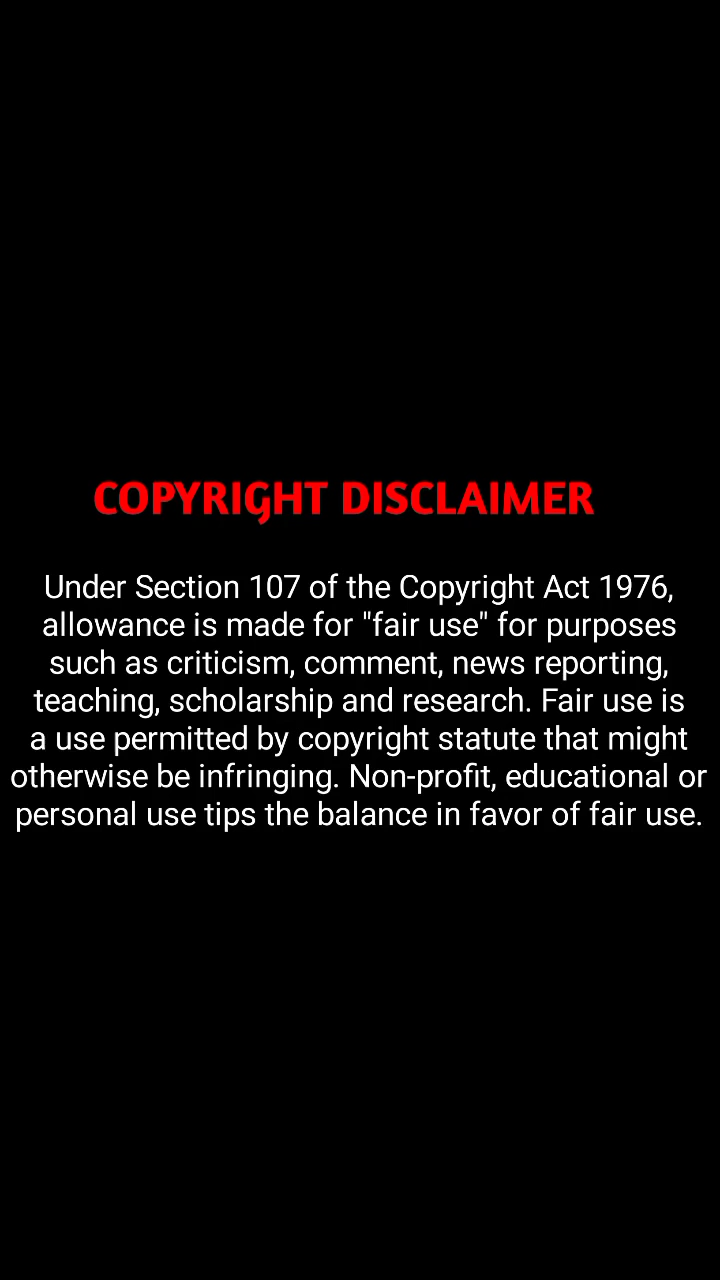 COPYRIGHT DISCLAIMER
Under Section 107 of the Copyright Act 1976,
allowance is made for "fair use" for purposes
such as criticism, comment, news reporting,
teaching, scholarship and research. Fair use is
a use permitted by copyright statute that might
otherwise be infringing. Non-profit, educational or
personal use tips the balance in favor of fair use.